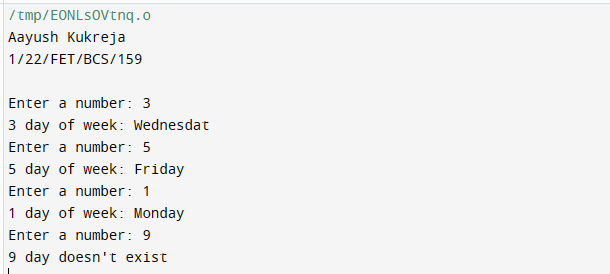 /tmp/EONLsOVtnq.o
Aayush Kukreja
1/22/FET/BCS/159
Enter a number: 3
3 day of week: Wednesdat
Enter a number: 5
5 day of week: Friday
Enter a number: 1
1 day of week: Monday
Enter a number: 9
9 day doesn't exist